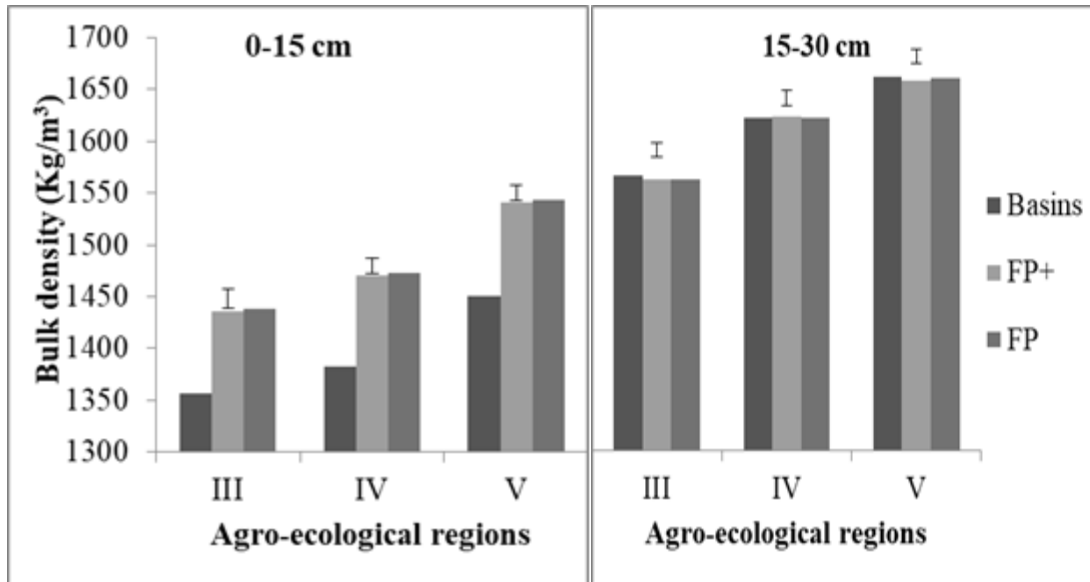 0-15 cm
Bulk density (Kg/m³)
1700
1650
1600
1550
1500
1450
1400
1350
1300
III IV V
Agro-ecological regions
15-30 cm
III IV V
Agro-ecological regions
Basins
FP+
FP